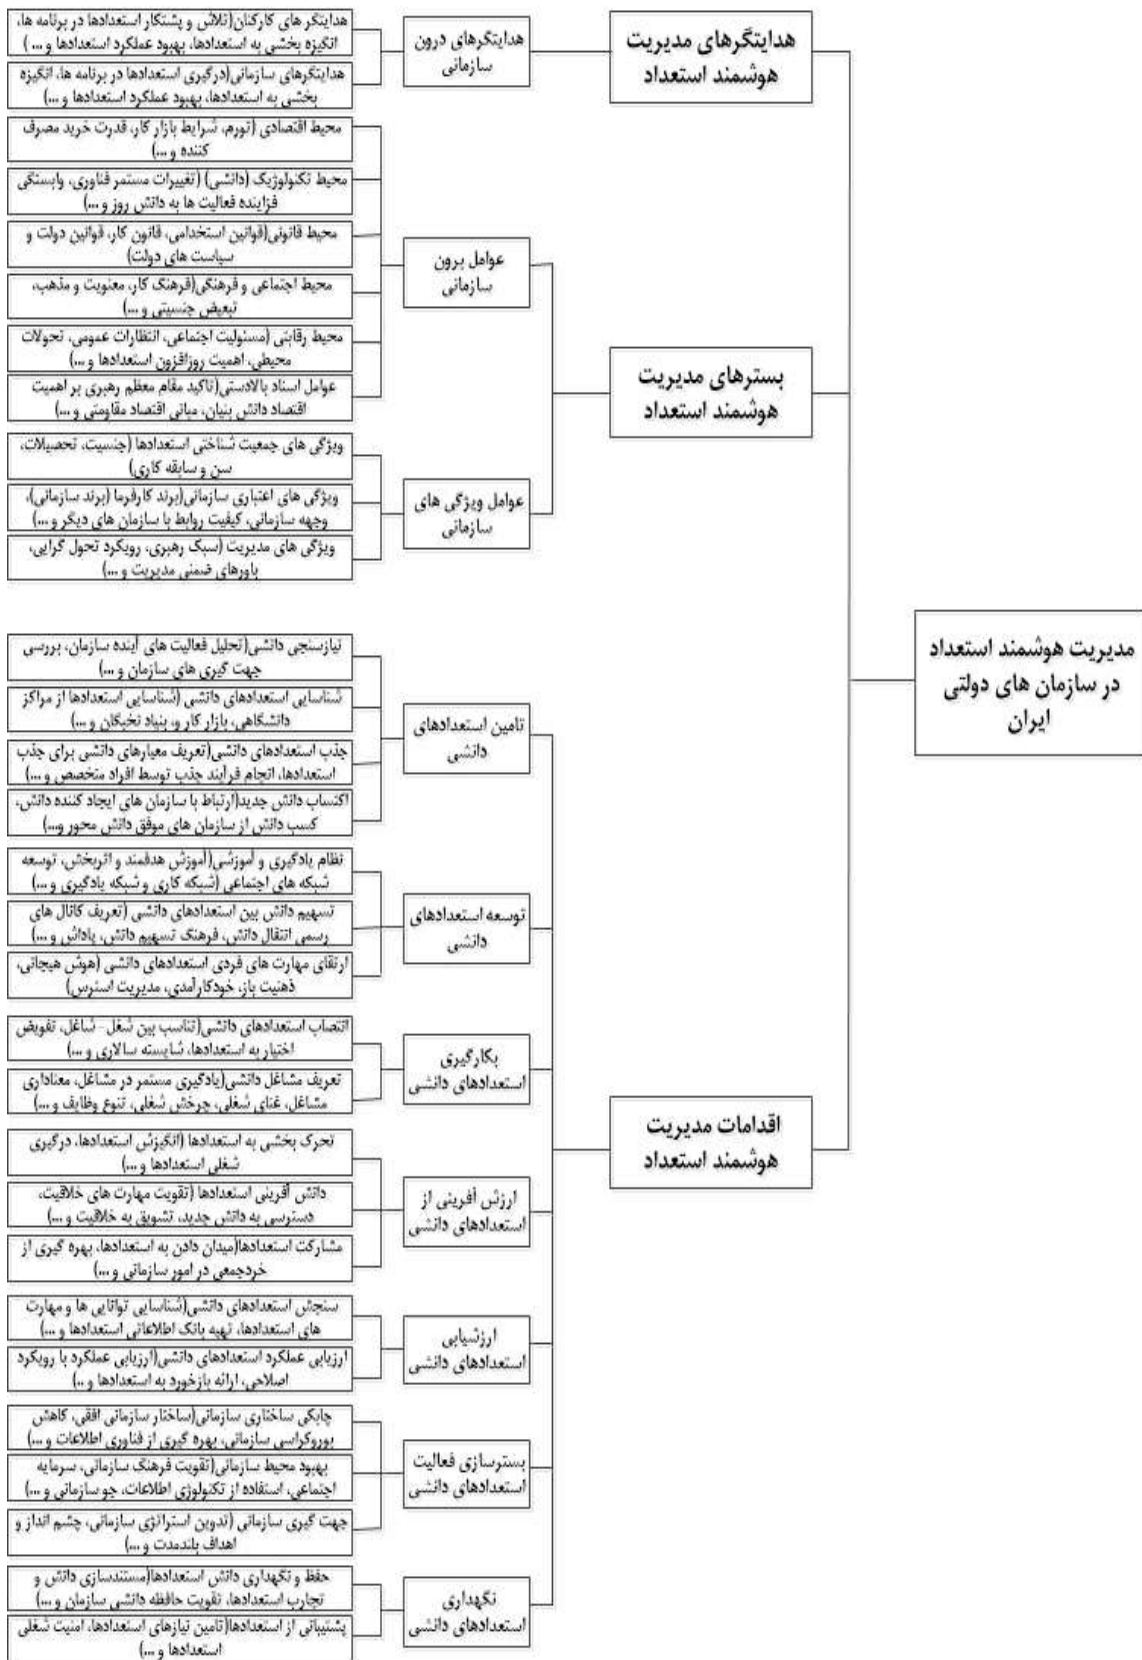 مدیریت هوشمند استعداد
در سازمان های دولتی
ایران
هدایتگرهای مدیریت
هوشمند استعداد
هدایتگرهای درون
سازمانی
هدایتگر های کارکنان(تلاش و پشتکار استعدادها در برنامه ها،
انگیزه بخشی به استعدادها، بهبود عملکرد استعدادها و ... )
هدایتگرهای سازمانی(درگیری استعدادها در برنامه ها، انگیزه
بخشی به استعدادها، بهبود عملکرد استعدادها و ...)
بسترهای مدیریت
هوشمند استعداد
عوامل برون
سازمانی
محیط اقتصادی (تورم، شرایط بازار کار، قدرت خرید مصرف
کننده و ...)
محیط تکنولوژیک (دانشی) (تغییرات مستمر فناوری، وابستگی
فزاینده فعالیت ها به دانش روز و ...)
محیط قانونی(قوانین استخدامی، قانون کار، قوانین دولت و
سیاست های دولت)
محیط اجتماعی و فرهنگی(فرهنگ کار، معنویت و مذهب،
تبعیض جنسیتی و ...)
محیط رقابتی (مسئولیت اجتماعی، انتظارات عمومی، تحولات
محیطی، اهمیت روزافزون استعدادها و ...)
عوامل اسناد بالادستی(تاکید مقام معظم رهبری بر اهمیت
اقتصاد دانش بنیان، مبانی اقتصاد مقاومتی و ...)
عوامل ویژگی های
سازمانی
ویژگی های جمعیت شناختی استعدادها (جنسیت، تحصیلات،
سن و سابقه کاری)
ویژگی های اعتباری سازمانی(برند کارفرما (برند سازمانی)،
وجهه سازمانی، کیفیت روابط با سازمان های دیگر و ...)
ویژگی های مدیریت (سبک رهبری، رویکرد تحول گرایی،
باورهای ضمنی مدیریت و ...)
اقدامات مدیریت
هوشمند استعداد
تامین استعدادهای
دانشی
نیازسنجی دانشی(تحلیل فعالیت های آینده سازمان، بررسی
جهت گیری های سازمان و ...)
شناسایی استعدادهای دانشی (شناسایی استعدادها از مراکز
دانشگاهی، بازار کار و، بنیاد نخبگان و ...)
جذب استعدادهای دانشی(تعریف معیارهای دانشی برای جذب
استعدادها، انجام فرآیند جذب توسط افراد متخصص و ...)
اکتساب دانش جدید(ارتباط با سازمان های ایجاد کننده دانش،
کسب دانش از سازمان های موفق دانش محور و...)
توسعه استعدادهای
دانشی
نظام یادگیری و آموزشی(آموزش هدفمند و اثربخش، توسعه
شبکه های اجتماعی (شبکه کاری و شبکه یادگیری و ...)
تسهیم دانش بین استعدادهای دانشی (تعریف کانال های
رسمی انتقال دانش، فرهنگ تسهیم دانش، پاداش و ...)
ارتقای مهارت های فردی استعدادهای دانشی (هوش هیجانی،
ذهنیت باز، خودکارآمدی، مدیریت استرس)
بکارگیری
استعدادهای دانشی
انتصاب استعدادهای دانشی(تناسب بین شغل- شاغل، تفویض
اختیار به استعدادها، شایسته سالاری و ...)
تعریف مشاغل دانشی(یادگیری مستمر در مشاغل، معناداری
مشاغل، غنای شغلی، چرخش شغلی، تنوع وظایف و ...)
ارزش آفرینی از
استعدادهای دانشی
تحرک بخشی به استعدادها (انگیزش استعدادها، درگیری
شغلی استعدادها و ...)
دانش آفرینی استعدادها (تقویت مهارت های خلاقیت،
دسترسی به دانش جدید، تشویق به خلاقیت و ...)
مشارکت استعدادها(میدان دادن به استعدادها، بهره گیری از
خردجمعی در امور سازمانی و ...)
ارزشیابی
استعدادهای دانشی
سنجش استعدادهای دانشی(شناسایی توانایی ها و مهارت
های استعدادها، تهیه بانک اطلاعاتی استعدادها و ...)
ارزیابی عملکرد استعدادهای دانشی(ارزیابی عملکرد با رویکرد
اصلاحی، ارائه بازخورد به استعدادها و ..)
بسترسازی فعالیت
استعدادهای دانشی
چابکی ساختاری سازمانی(ساختار سازمانی افقی، کاهش
بوروکراسی سازمانی، بهره گیری از فناوری اطلاعات و ...)
بهبود محیط سازمانی(تقویت فرهنگ سازمانی، سرمایه
اجتماعی، استفاده از تکنولوژی اطلاعات، جو سازمانی و ...)
جهت گیری سازمانی (تدوین استراتژی سازمانی، چشم انداز و
اهداف بلندمدت و ...)
نگهداری
استعدادهای دانشی
حفظ و نگهداری دانش استعدادها(مستندسازی دانش و
تجارب استعدادها، تقویت حافظه دانشی سازمان و ...)
پشتیبانی از استعدادها(تامین نیازهای استعدادها، امنیت شغلی
استعدادها و ...)